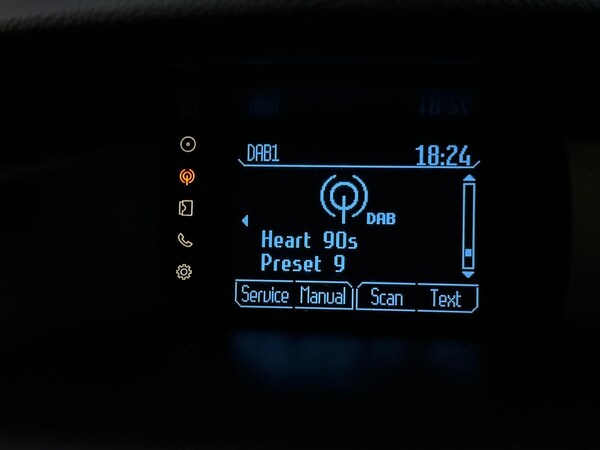 DAB1 18:24
DAB
Heart 90s
Preset 9
Service Manual Scan Text